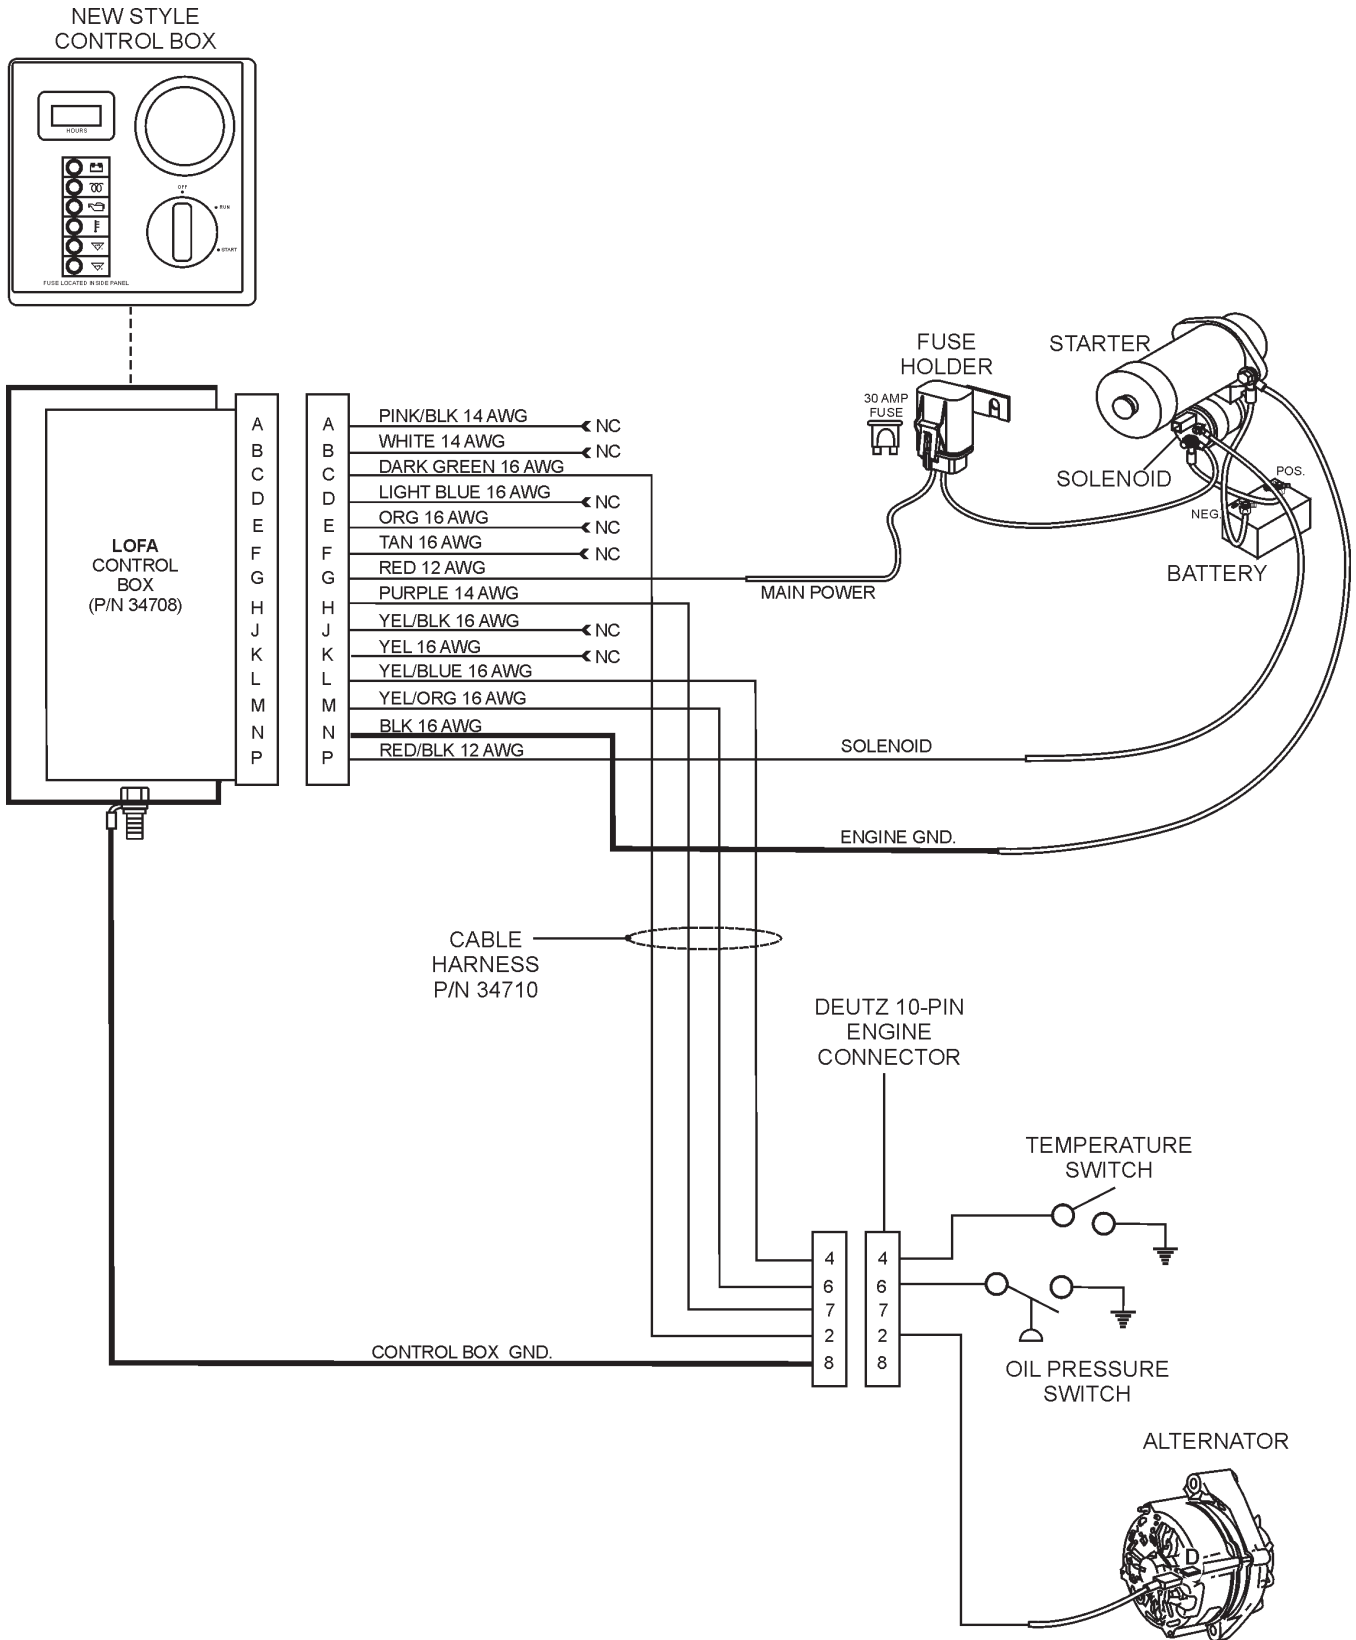 NEW STYLE
CONTROL BOX
HOURS
OFF
RUN
START
FUSE LOCATED INSIDE PANEL
LOFA
CONTROL
BOX
(P/N 34708)
A
B
C
D
E
F
G
H
J
K
L
M
N
P
A
B
C
D
E
F
G
H
J
K
L
M
N
P
PINK/BLK 14 AWG
NC
WHITE 14 AWG
NC
DARK GREEN 16 AWG
LIGHT BLUE 16 AWG
NC
ORG 16 AWG
NC
TAN 16 AWG
NC
RED 12 AWG
PURPLE 14 AWG
YEL/BLK 16 AWG
NC
YEL 16 AWG
NC
YEL/BLUE 16 AWG
YEL/ORG 16 AWG
BLK 16 AWG
RED/BLK 12 AWG
MAIN POWER
FUSE
HOLDER
30 AMP
FUSE
STARTER
SOLENOID
POS.
NEG.
BATTERY
SOLENOID
ENGINE GND.
CABLE
HARNESS
P/N 34710
DEUTZ 10-PIN
ENGINE
CONNECTOR
TEMPERATURE
SWITCH
4
6
7
2
8
4
6
7
2
8
CONTROL BOX GND.
OIL PRESSURE
SWITCH
ALTERNATOR
D